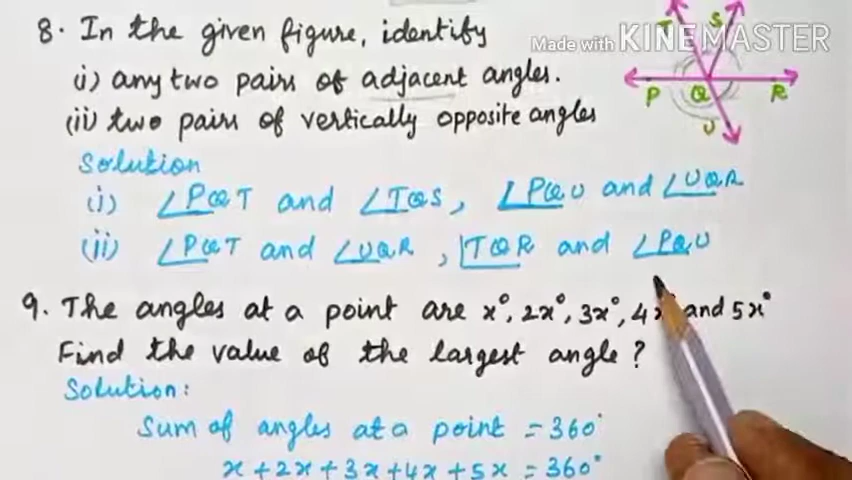 8. In the given figure, identify
(i) any two pairs of adjacent angles.
(ii) two pairs of vertically opposite angles
Solution
(i) ∠PQT and ∠TQS, ∠PQU and ∠UQR
(ii) ∠PQT and ∠UQR, ∠TQR and ∠PQU
T S
Made with KINEMASTER
P Q R
U
9. The angles at a point are x°, 2x°, 3x°, 4x° and 5x°
Find the value of the largest angle?
Solution:
Sum of angles at a point = 360°
x + 2x + 3x + 4x + 5x = 360°